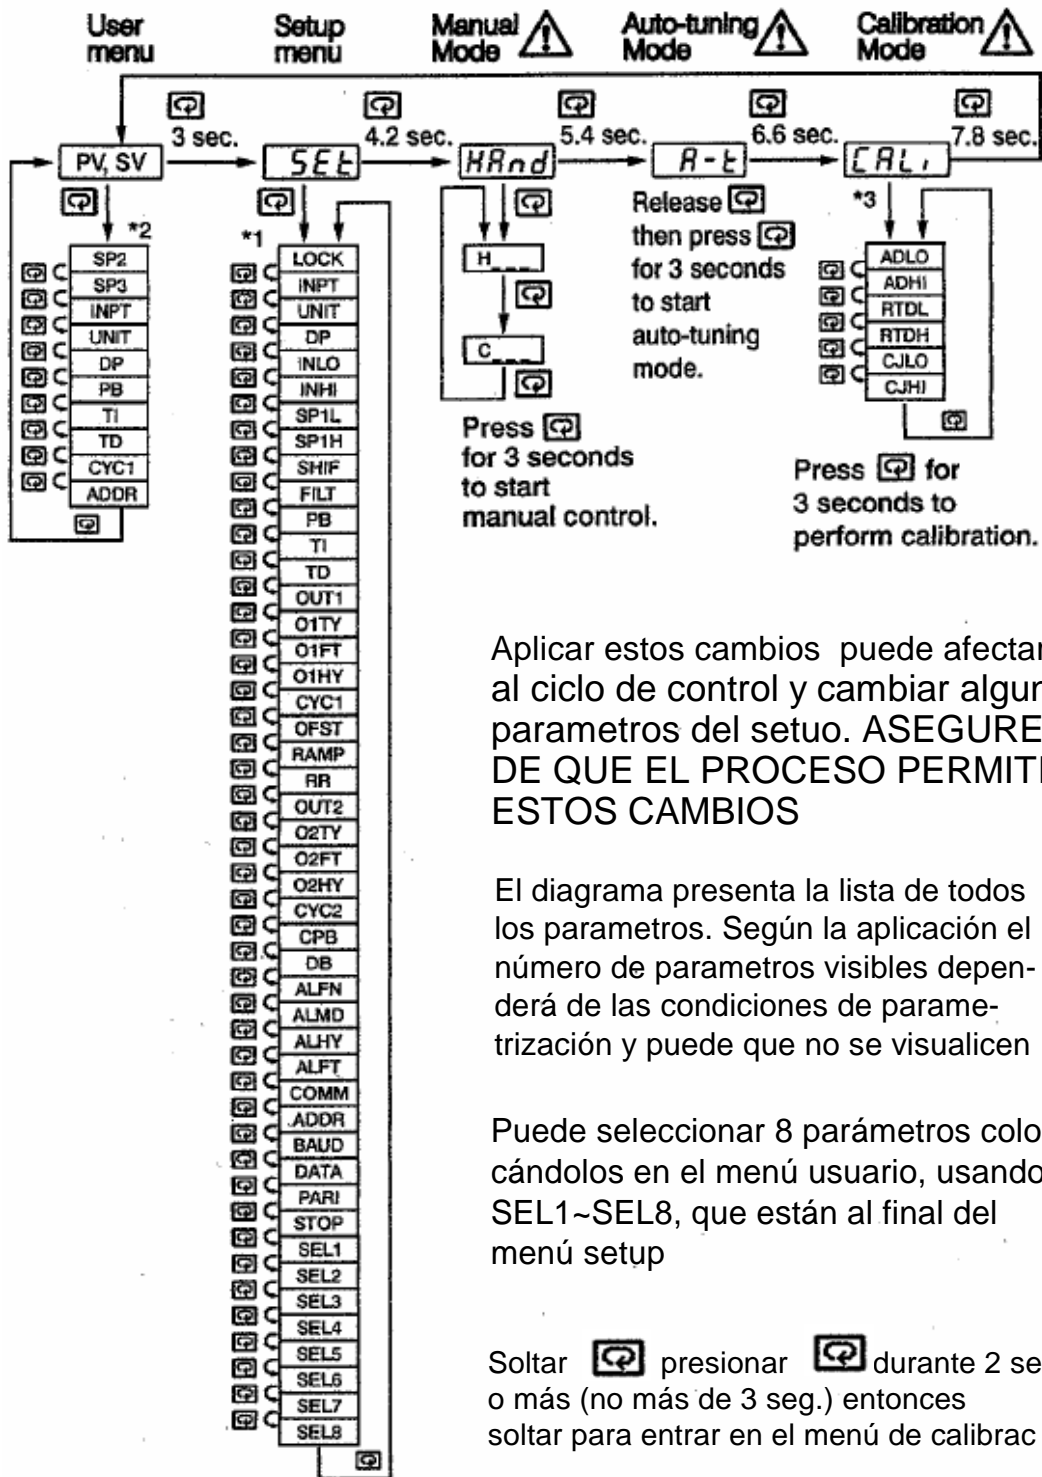 User menu
Setup menu
Manual Mode
Auto-tuning Mode
Calibration Mode
3 sec.
4.2 sec.
5.4 sec.
6.6 sec.
7.8 sec.
PV, SV
SEt
HAnd
A-t
CALi
*2
SP2
SP3
INPT
UNIT
DP
PB
TI
TD
CYC1
ADDR
*1
LOCK
INPT
UNIT
DP
INLO
INHI
SP1L
SP1H
SHIF
FILT
PB
TI
TD
OUT1
O1TY
O1FT
O1HY
CYC1
OFST
RAMP
RR
OUT2
O2TY
O2FT
O2HY
CYC2
CPB
DB
ALFN
ALMD
ALHY
ALFT
COMM
ADDR
BAUD
DATA
PARI
STOP
SEL1
SEL2
SEL3
SEL4
SEL5
SEL6
SEL7
SEL8
H_ _ _
C_ _ _
Press
for 3 seconds
to start
manual control.
Release
then press
for 3 seconds
to start
auto-tuning
mode.
*3
ADLO
ADHI
RTDL
RTDH
CJLO
CJHI
Press for
3 seconds to
perform calibration.
Aplicar estos cambios puede afectar
al ciclo de control y cambiar algun
parametros del setuo. ASEGURE
DE QUE EL PROCESO PERMITE
ESTOS CAMBIOS
El diagrama presenta la lista de todos
los parametros. Según la aplicación el
número de parametros visibles depen-
derá de las condiciones de parame-
trización y puede que no se visualicen
Puede seleccionar 8 parámetros colo
cándolos en el menú usuario, usando
SEL1~SEL8, que están al final del
menú setup
Soltar presionar durante 2 se
o más (no más de 3 seg.) entonces
soltar para entrar en el menú de calibrac